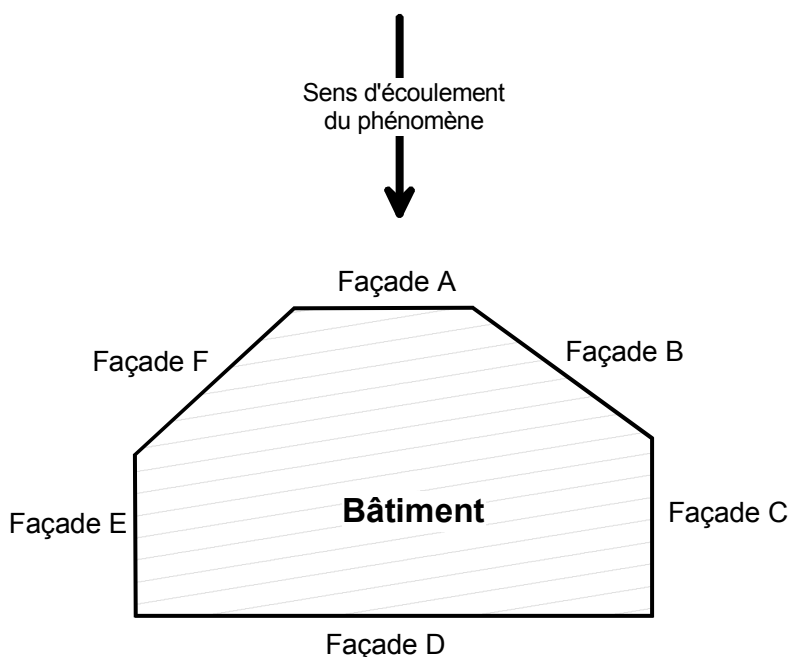 Sens d'écoulement
du phénomène
Façade A
Façade B
Façade F
Bâtiment
Façade C
Façade E
Façade D